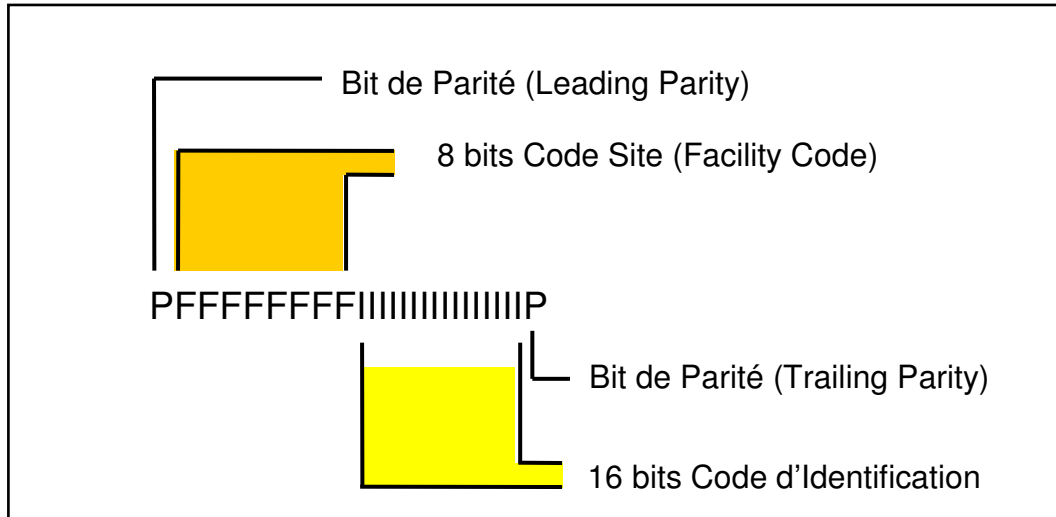 Bit de Parité (Leading Parity)
8 bits Code Site (Facility Code)
PFFFFFFFFIIIIIIIIIIIIIIIIP
Bit de Parité (Trailing Parity)
16 bits Code d'Identification